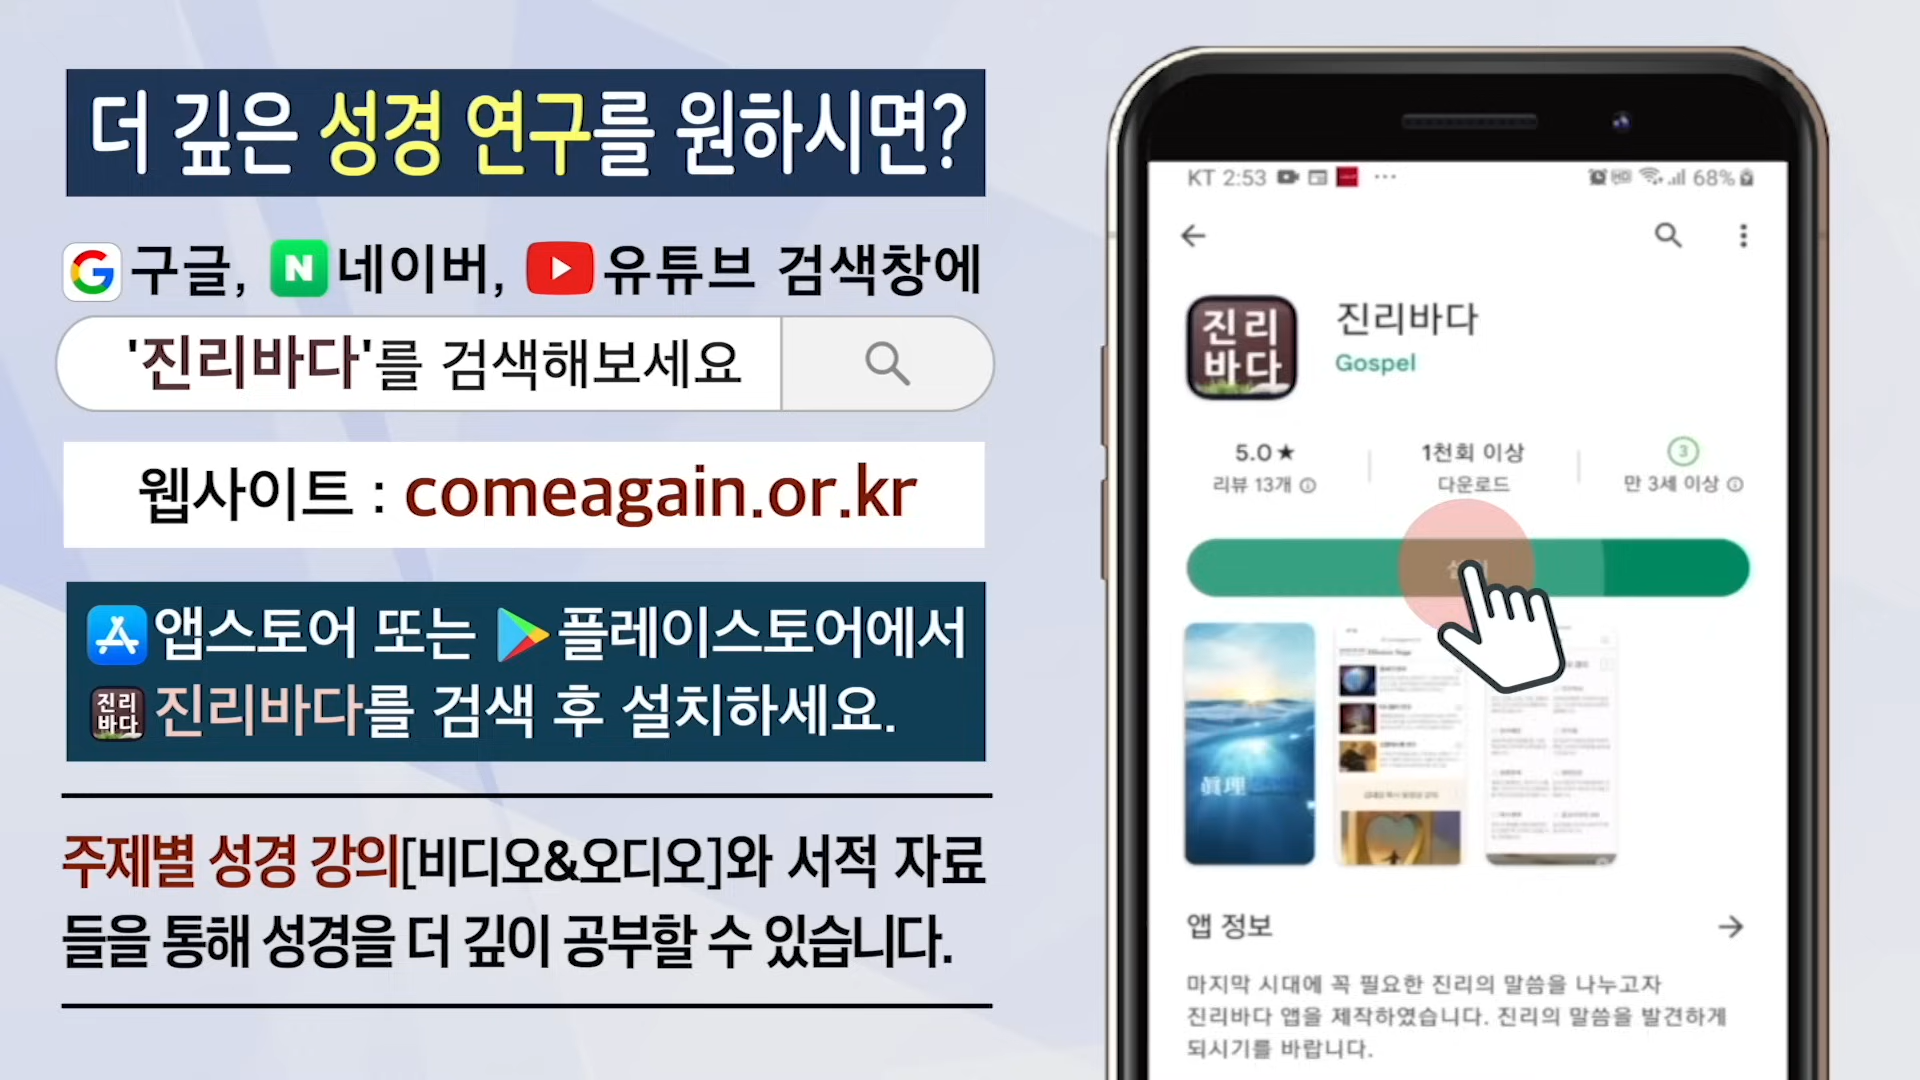 더 깊은 성경 연구를 원하시면?
구글, N 네이버, 유튜브 검색창에
'진리바다'를 검색해보세요
웹사이트 : comeagain.or.kr
앱스토어 또는 플레이스토어에서
진리바다 진리바다를 검색 후 설치하세요.
주제별 성경 강의[비디오&오디오]와 서적 자료
들을 통해 성경을 더 깊이 공부할 수 있습니다.
KT 2:53 68%
진리
바다
진리바다
Gospel
5.0★ 1천회 이상 3
리뷰 13개 다운로드 만 3세 이상
眞理
앱 정보
마지막 시대에 꼭 필요한 진리의 말씀을 나누고자
진리바다 앱을 제작하였습니다. 진리의 말씀을 발견하게
되시기를 바랍니다.